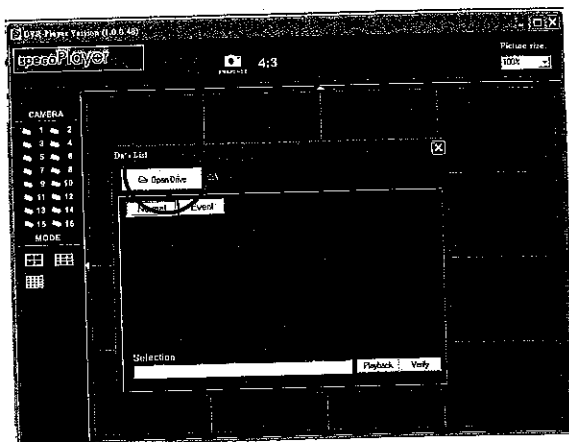 DVR-Player Version (1.0.0.48)
specoPlayer
4:3
Picture size.
100%
CAMERA
1 2
3 4
5 6
7 8
9 10
11 12
13 14
15 16
MODE
Data List
Open Drive
Normal Event
Selection
Playback Verify